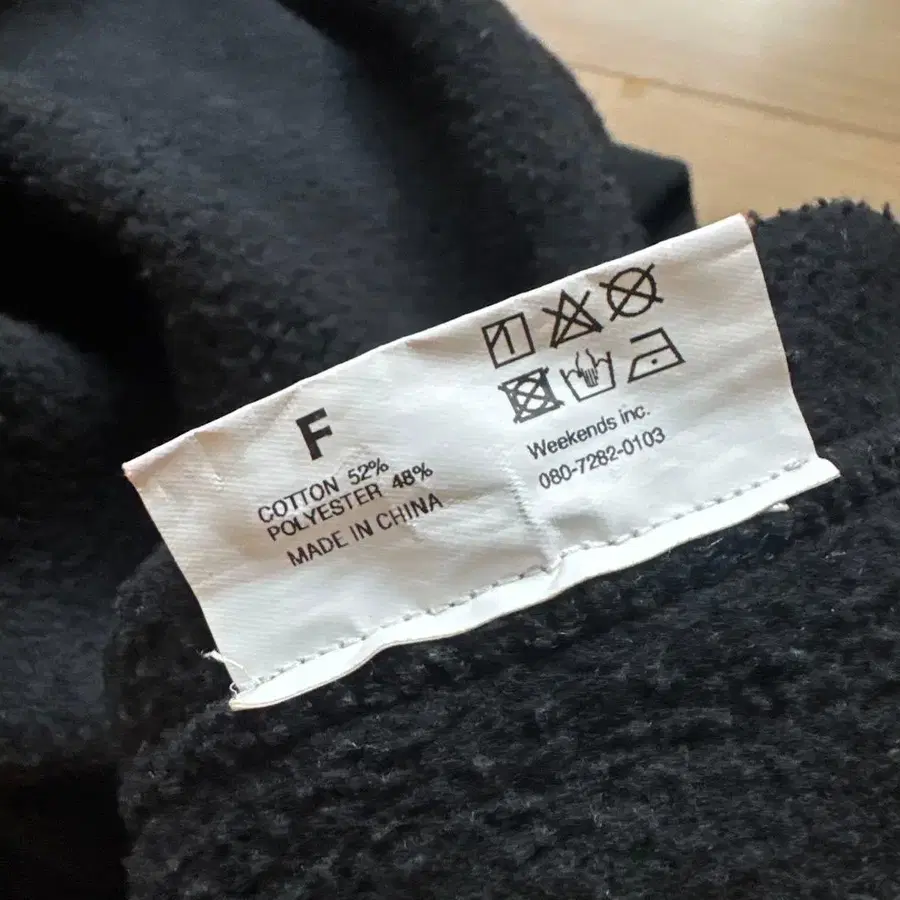 F
COTTON 52%
POLYESTER 48%
MADE IN CHINA
Weekends inc.
080-7282-0103